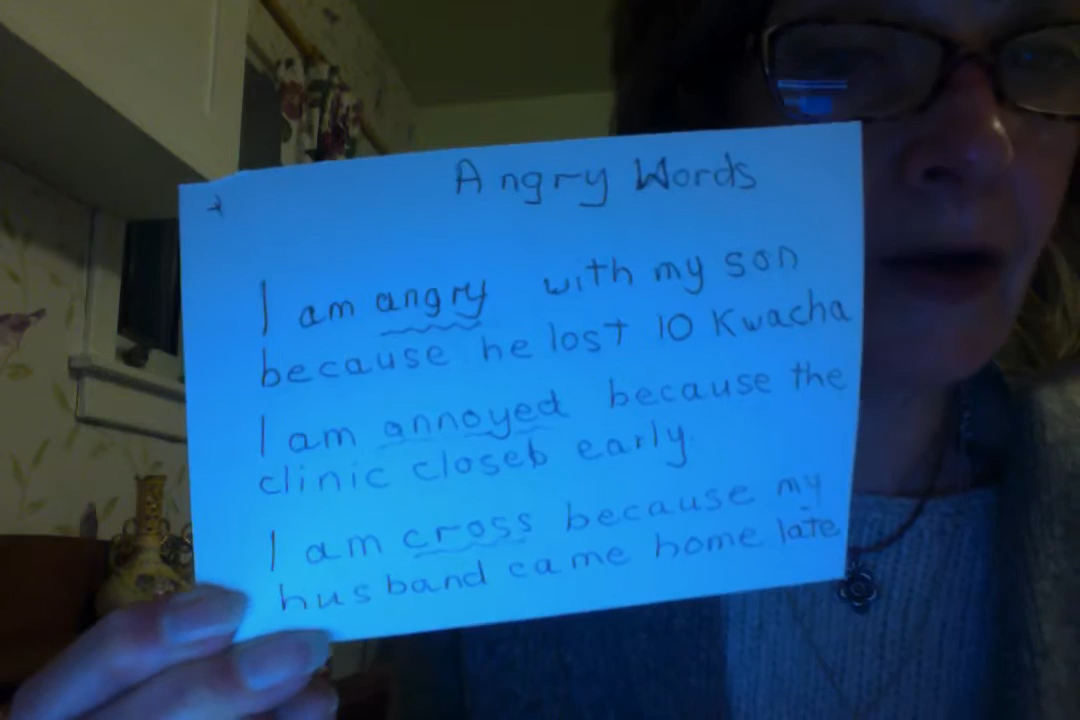 Angry Words
I am angry with my son
because he lost 10 Kwacha
I am annoyed because the
clinic closeb early.
I am cross because my
husband came home late